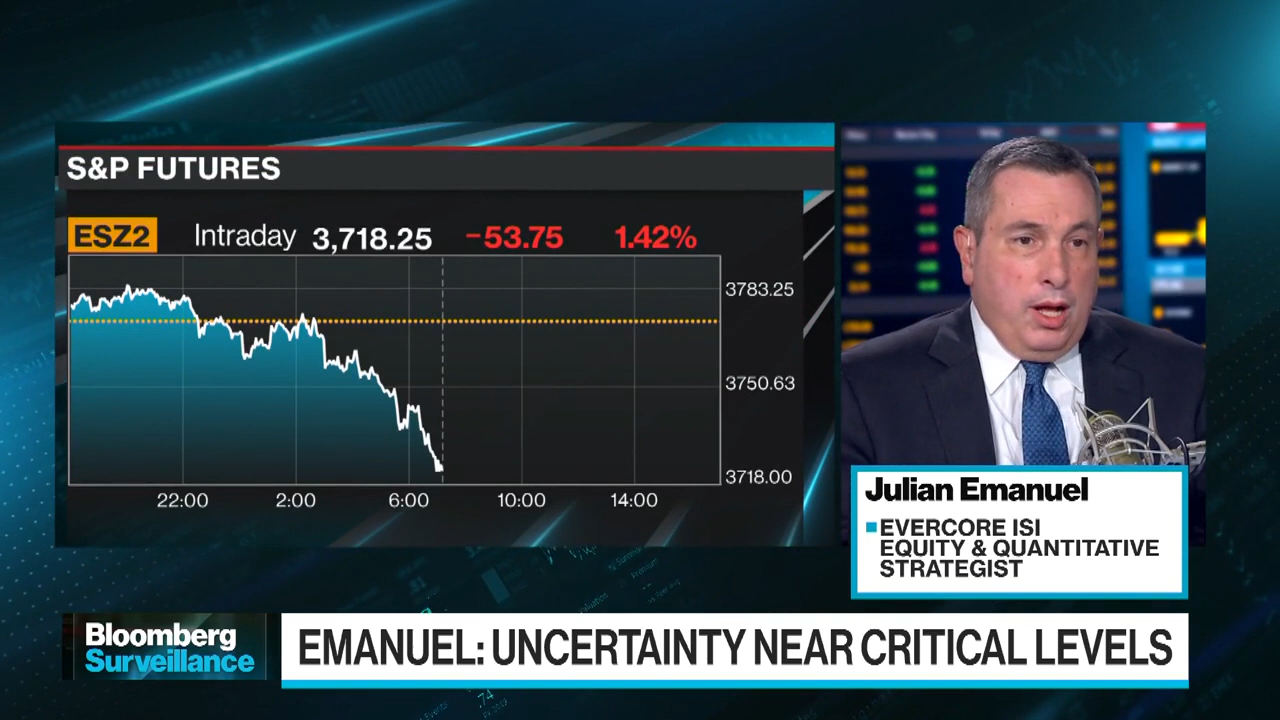 S&P FUTURES
ESZ2 Intraday 3,718.25 −53.75 1.42%
3783.25
3750.63
3718.00
22:00 2:00 6:00 10:00 14:00
Julian Emanuel
EVERCORE ISI
EQUITY & QUANTITATIVE
STRATEGIST
Bloomberg
Surveillance
EMANUEL: UNCERTAINTY NEAR CRITICAL LEVELS